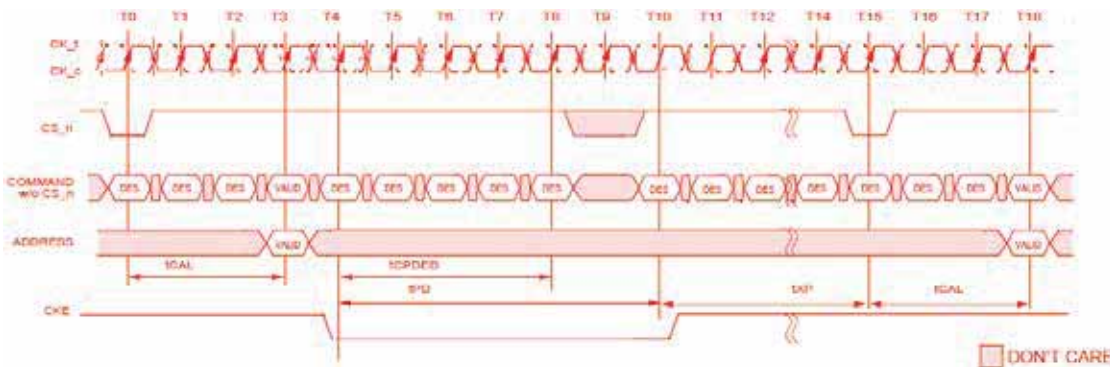 T0 T1 T2 T3 T4 T5 T6 T7 T8 T9 T10 T11 T12 T14 T15 T16 T17 T18
CK_t
CK_c
CS_n
COMMAND w/o CS_n
DES DES DES VALID DES DES DES DES DES DES DES DES DES DES DES DES VALID
ADDRESS
VALID VALID
tCAL tCPDED
tPD tXP tCAL
CKE
DON'T CARE